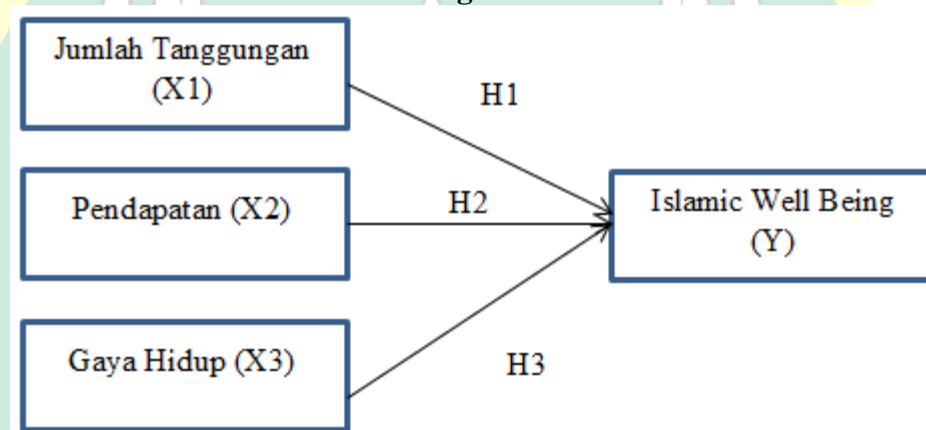 Jumlah Tanggungan
(X1)
H1
Pendapatan (X2)
H2
Islamic Well Being
(Y)
Gaya Hidup (X3)
H3